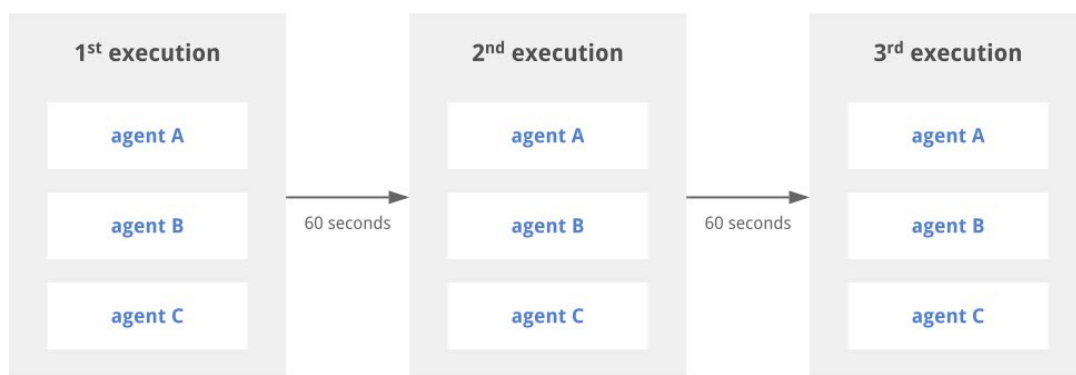 1st execution
agent A
agent B
agent C
60 seconds
2nd execution
agent A
agent B
agent C
60 seconds
3rd execution
agent A
agent B
agent C